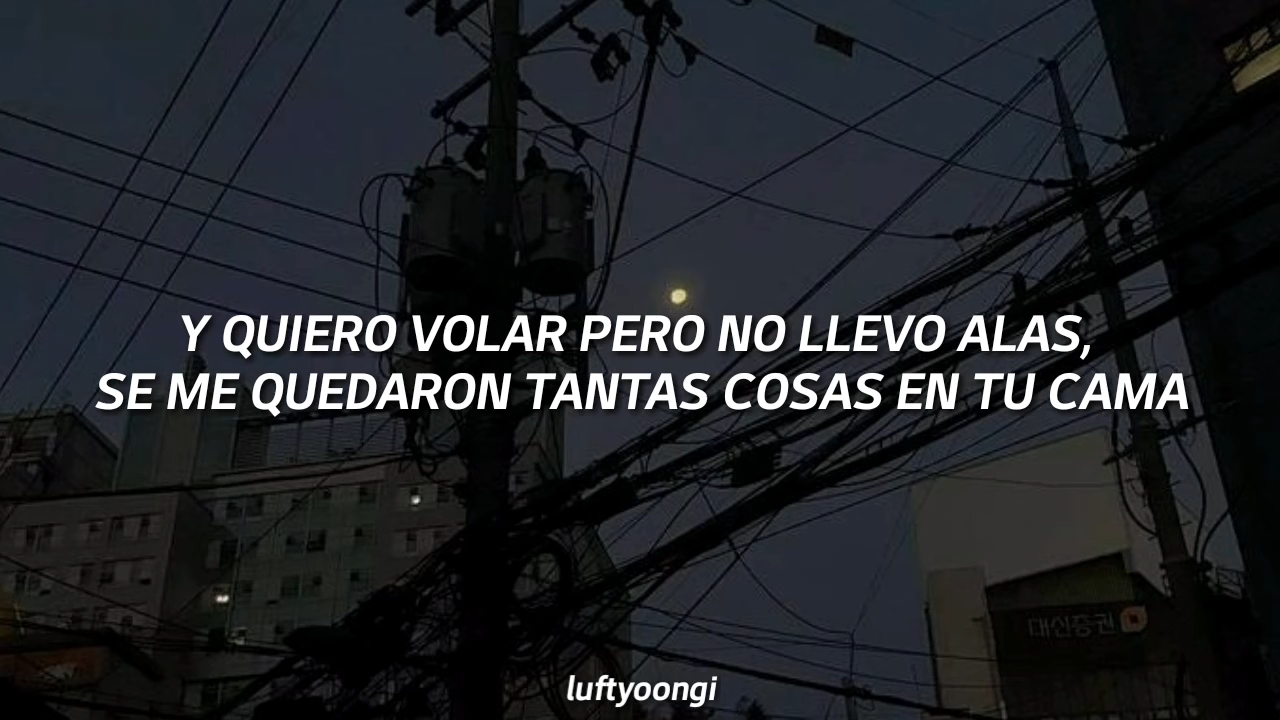 Y QUIERO VOLAR PERO NO LLEVO ALAS,
SE ME QUEDARON TANTAS COSAS EN TU CAMA
대신증권
luftyoongi